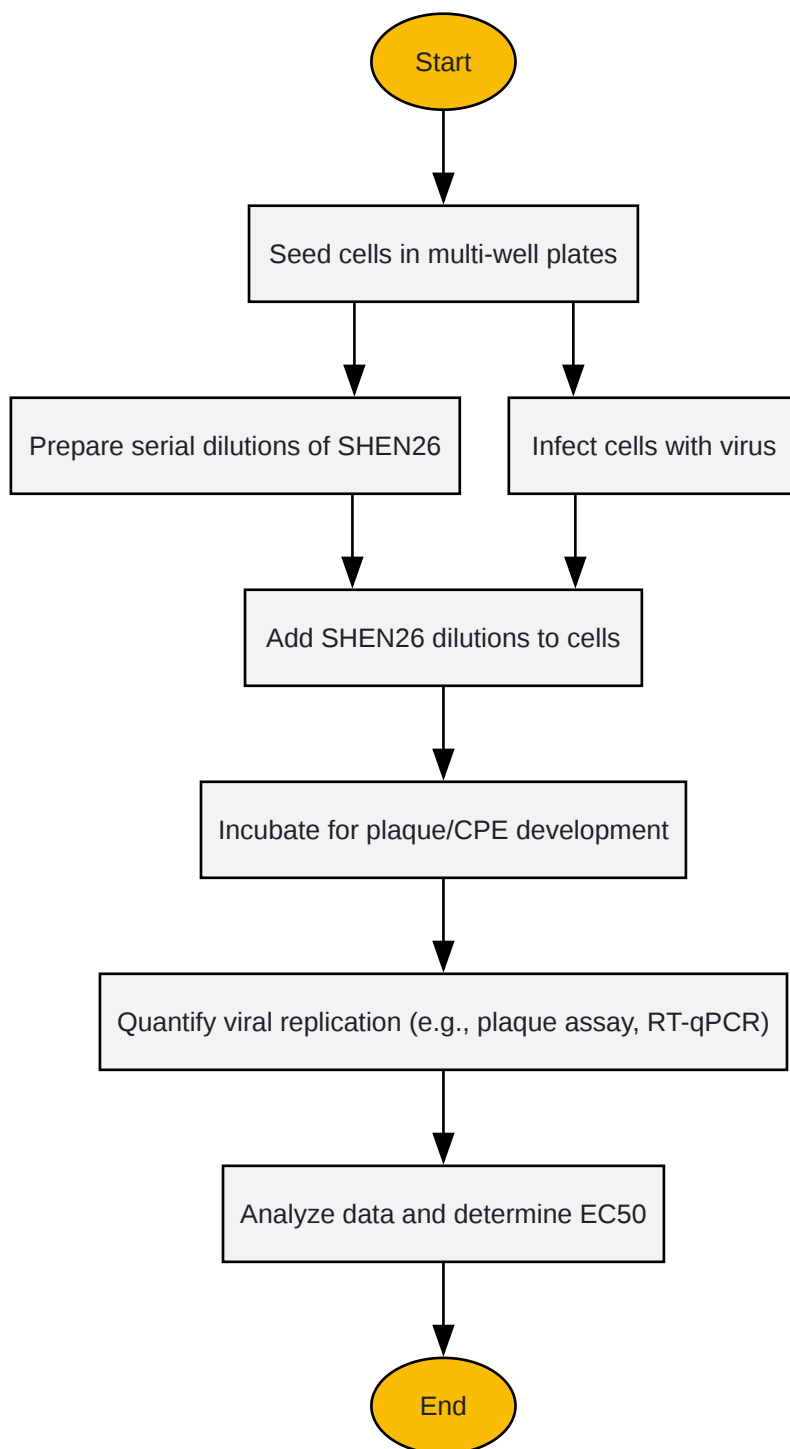 Start
Seed cells in multi-well plates
Prepare serial dilutions of SHEN26
Infect cells with virus
Add SHEN26 dilutions to cells
Incubate for plaque/CPE development
Quantify viral replication (e.g., plaque assay, RT-qPCR)
Analyze data and determine EC50
End